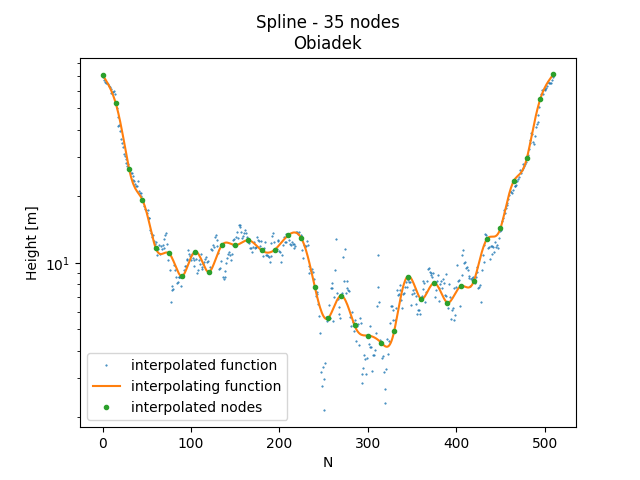 Spline - 35 nodes
Obiadek
Height [m]
10¹
interpolated function
interpolating function
interpolated nodes
0 100 200 300 400 500
N